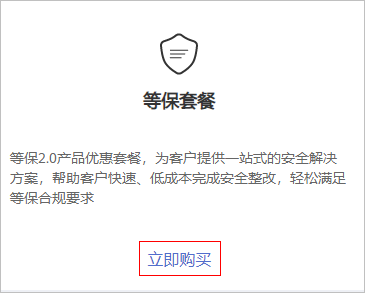 等保套餐
等保2.0产品优惠套餐，为客户提供一站式的安全解决
方案，帮助客户快速、低成本完成安全整改，轻松满足
等保合规要求
立即购买